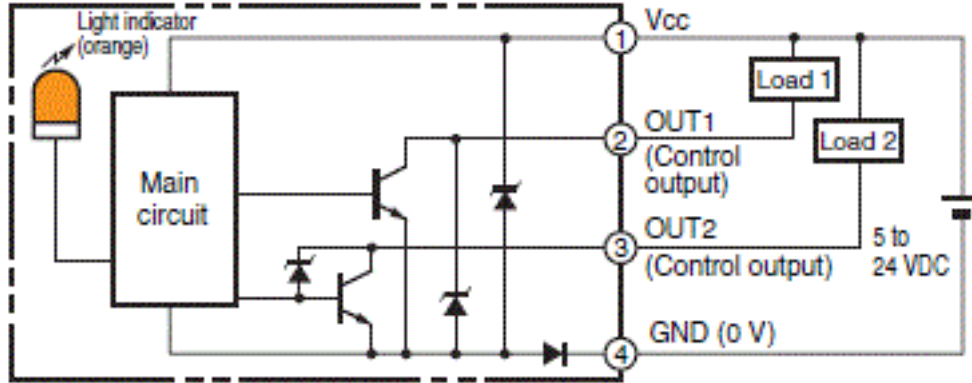 Light indicator
(orange)
Main
circuit
1
Vcc
Load 1
2
OUT1
(Control
output)
Load 2
3
OUT2
(Control output)
5 to
24 VDC
4
GND (0 V)